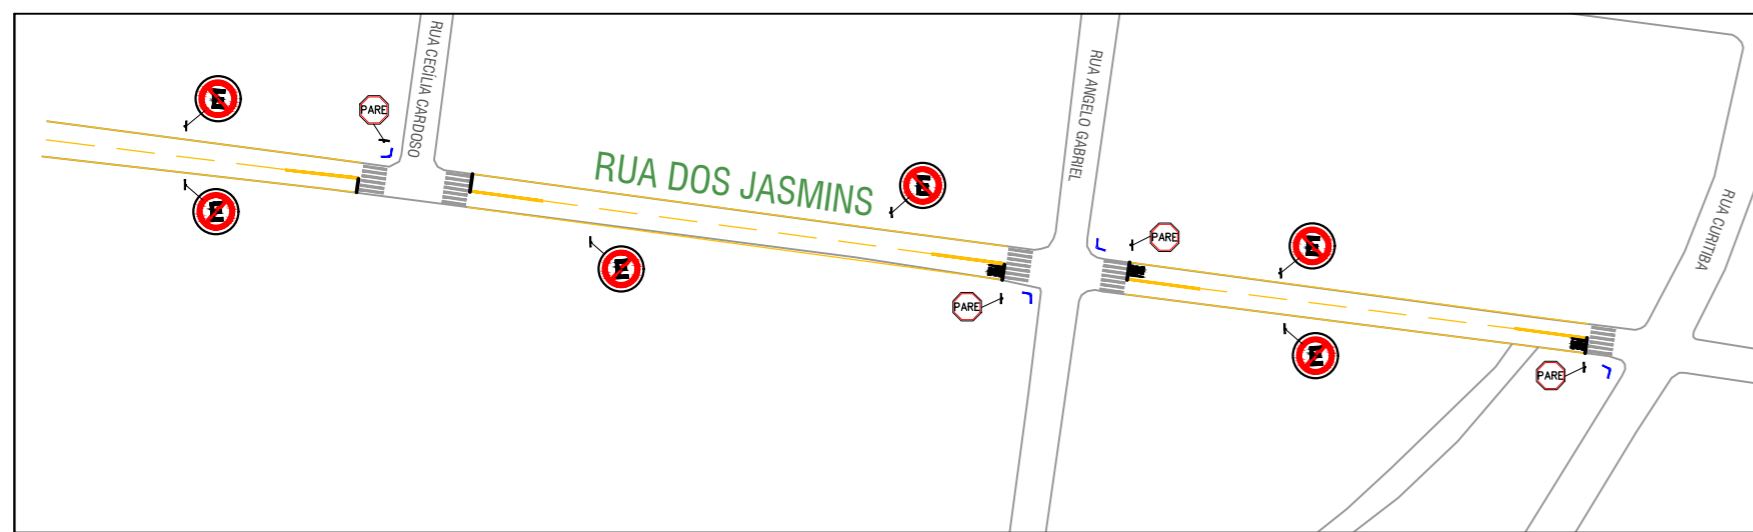 RUA CECÍLIA CARDOSO
PARE
RUA DOS JASMINS
RUA ANGELO GABRIEL
PARE
PARE
RUA CURITIBA
PARE